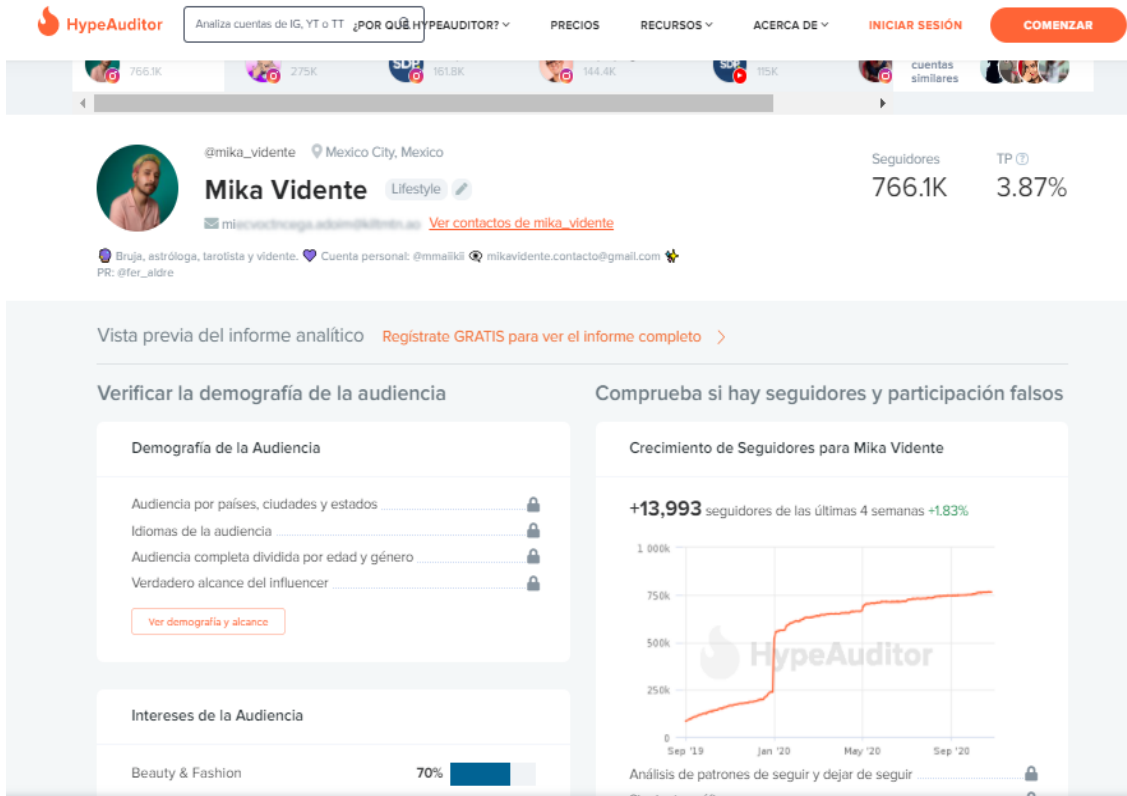 HypeAuditor
Analiza cuentas de IG, YT o TT
¿POR QUÉ HYPEAUDITOR?
PRECIOS
RECURSOS
ACERCA DE
INICIAR SESIÓN
COMENZAR
766.1K
275K
SDP
161.8K
144.4K
SDP
115K
cuentas
similares
@mika_vidente Mexico City, Mexico
Mika Vidente Lifestyle
Ver contactos de mika_vidente
Seguidores
766.1K
TP
3.87%
Bruja, astróloga, tarotista y vidente. Cuenta personal: @mmaiikii mikavidente.contacto@gmail.com
PR: @fer_aldre
Vista previa del informe analítico Regístrate GRATIS para ver el informe completo
Verificar la demografía de la audiencia
Demografía de la Audiencia
Audiencia por países, ciudades y estados
Idiomas de la audiencia
Audiencia completa dividida por edad y género
Verdadero alcance del influencer
Ver demografía y alcance
Intereses de la Audiencia
Beauty & Fashion 70%
Comprueba si hay seguidores y participación falsos
Crecimiento de Seguidores para Mika Vidente
+13,993 seguidores de las últimas 4 semanas +1.83%
1 000k
750k
500k
250k
0
HypeAuditor
Sep '19 Jan '20 May '20 Sep '20
Análisis de patrones de seguir y dejar de seguir